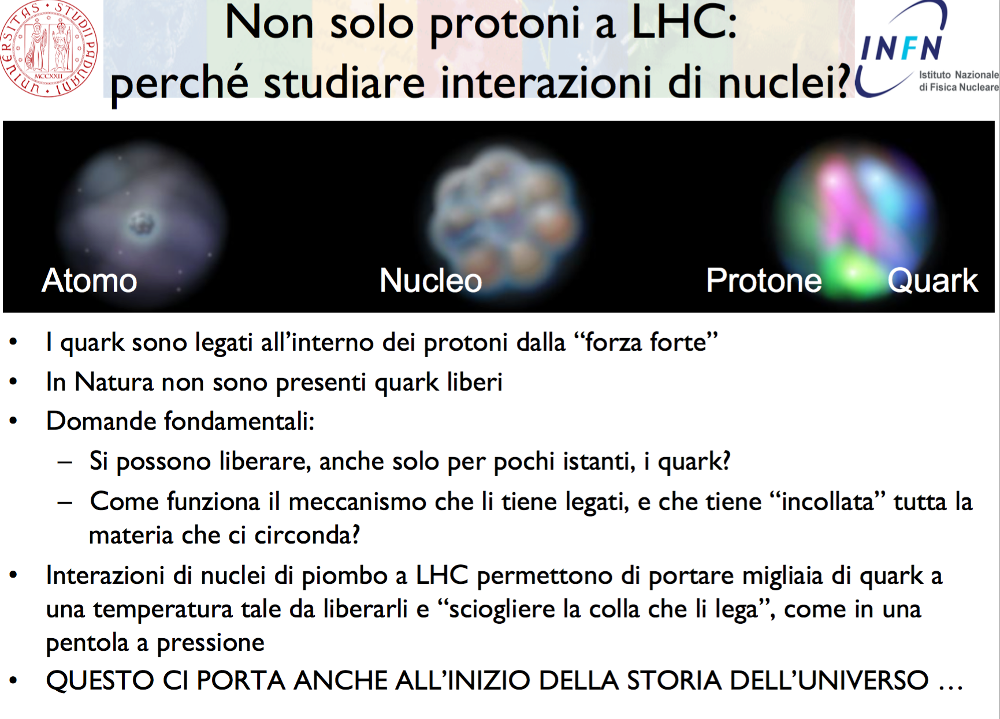 Non solo protoni a LHC:
perché studiare interazioni di nuclei?
UNIVERSITAS • STUDII PADUANI •
MCCXXII
INFN
Istituto Nazionale
di Fisica Nucleare
Atomo
Nucleo
Protone
Quark
• I quark sono legati all’interno dei protoni dalla “forza forte”
• In Natura non sono presenti quark liberi
• Domande fondamentali:
– Si possono liberare, anche solo per pochi istanti, i quark?
– Come funziona il meccanismo che li tiene legati, e che tiene “incollata” tutta la
materia che ci circonda?
• Interazioni di nuclei di piombo a LHC permettono di portare migliaia di quark a
una temperatura tale da liberarli e “sciogliere la colla che li lega”, come in una
pentola a pressione
• QUESTO CI PORTA ANCHE ALL’INIZIO DELLA STORIA DELL’UNIVERSO …